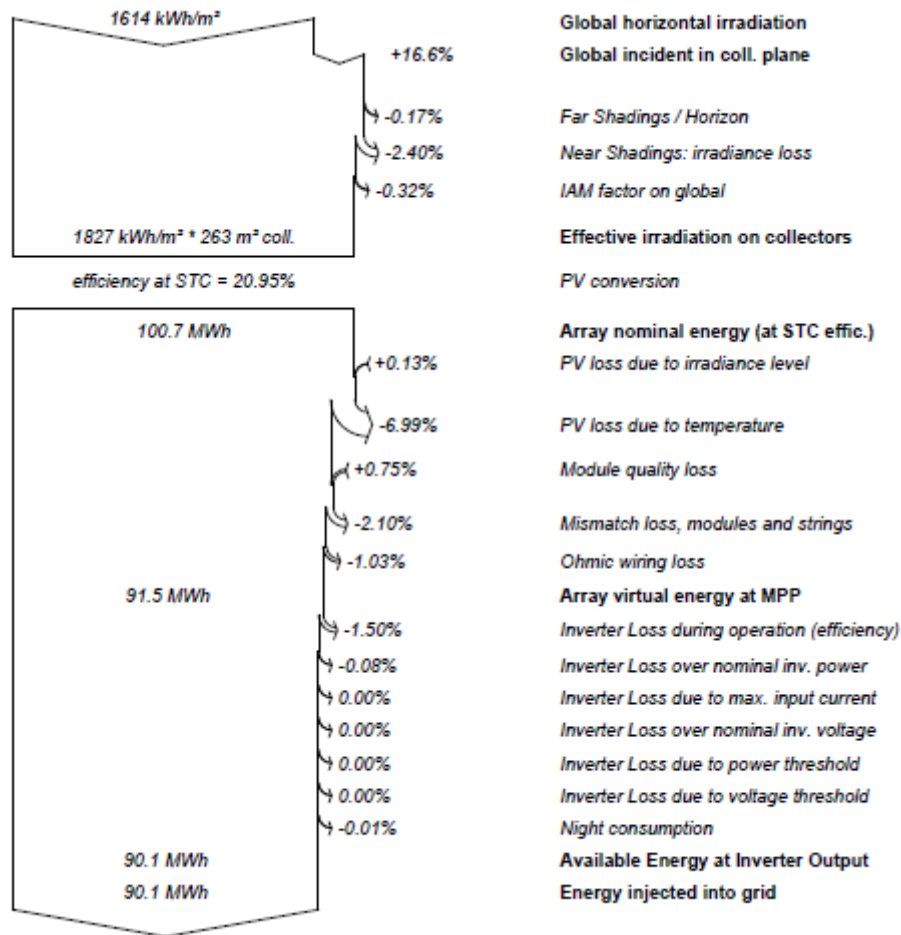 1614 kWh/m² Global horizontal irradiation
+16.6% Global incident in coll. plane
-0.17% Far Shadings / Horizon
-2.40% Near Shadings: irradiance loss
-0.32% IAM factor on global
1827 kWh/m² * 263 m² coll. Effective irradiation on collectors
efficiency at STC = 20.95% PV conversion
100.7 MWh Array nominal energy (at STC effic.)
+0.13% PV loss due to irradiance level
-6.99% PV loss due to temperature
+0.75% Module quality loss
-2.10% Mismatch loss, modules and strings
-1.03% Ohmic wiring loss
91.5 MWh Array virtual energy at MPP
-1.50% Inverter Loss during operation (efficiency)
-0.08% Inverter Loss over nominal inv. power
0.00% Inverter Loss due to max. input current
0.00% Inverter Loss over nominal inv. voltage
0.00% Inverter Loss due to power threshold
0.00% Inverter Loss due to voltage threshold
-0.01% Night consumption
90.1 MWh Available Energy at Inverter Output
90.1 MWh Energy injected into grid